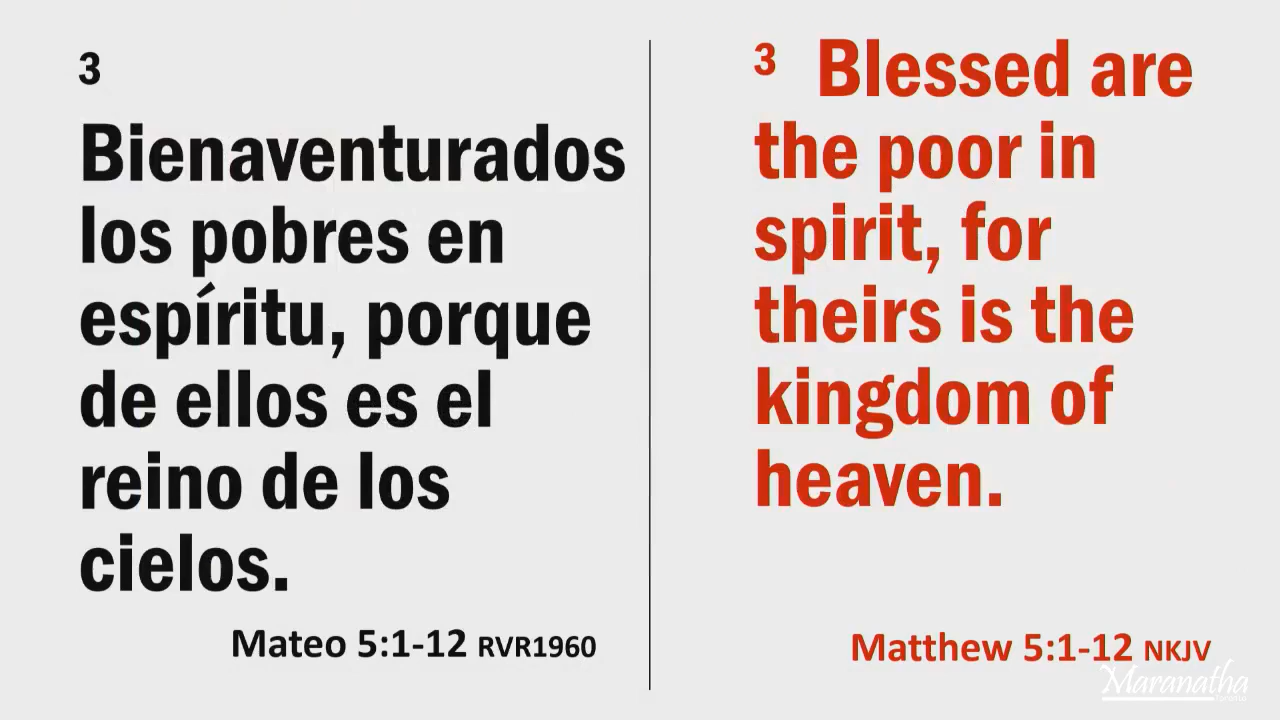 3
Bienaventurados
los pobres en
espíritu, porque
de ellos es el
reino de los
cielos.
Mateo 5:1-12 RVR1960
3 Blessed are
the poor in
spirit, for
theirs is the
kingdom of
heaven.
Matthew 5:1-12 NKJV
Maranatha